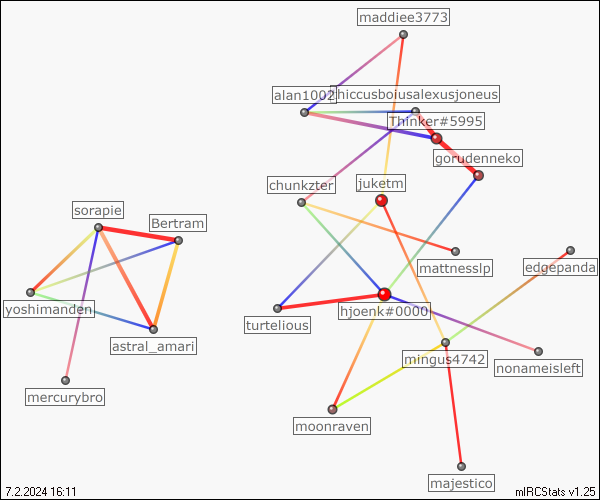 maddiee3773
alan1002
hiccusboiusalexusjoneus
Thinker#5995
gorudenneko
chunkzter
juketm
sorapie
Bertram
mattnesslp
edgepanda
yoshimanden
turtelious
hjoenk#0000
astral_amari
mingus4742
nonameisleft
mercurybro
moonraven
majestico
7.2.2024 16:11
mIRCStats v1.25